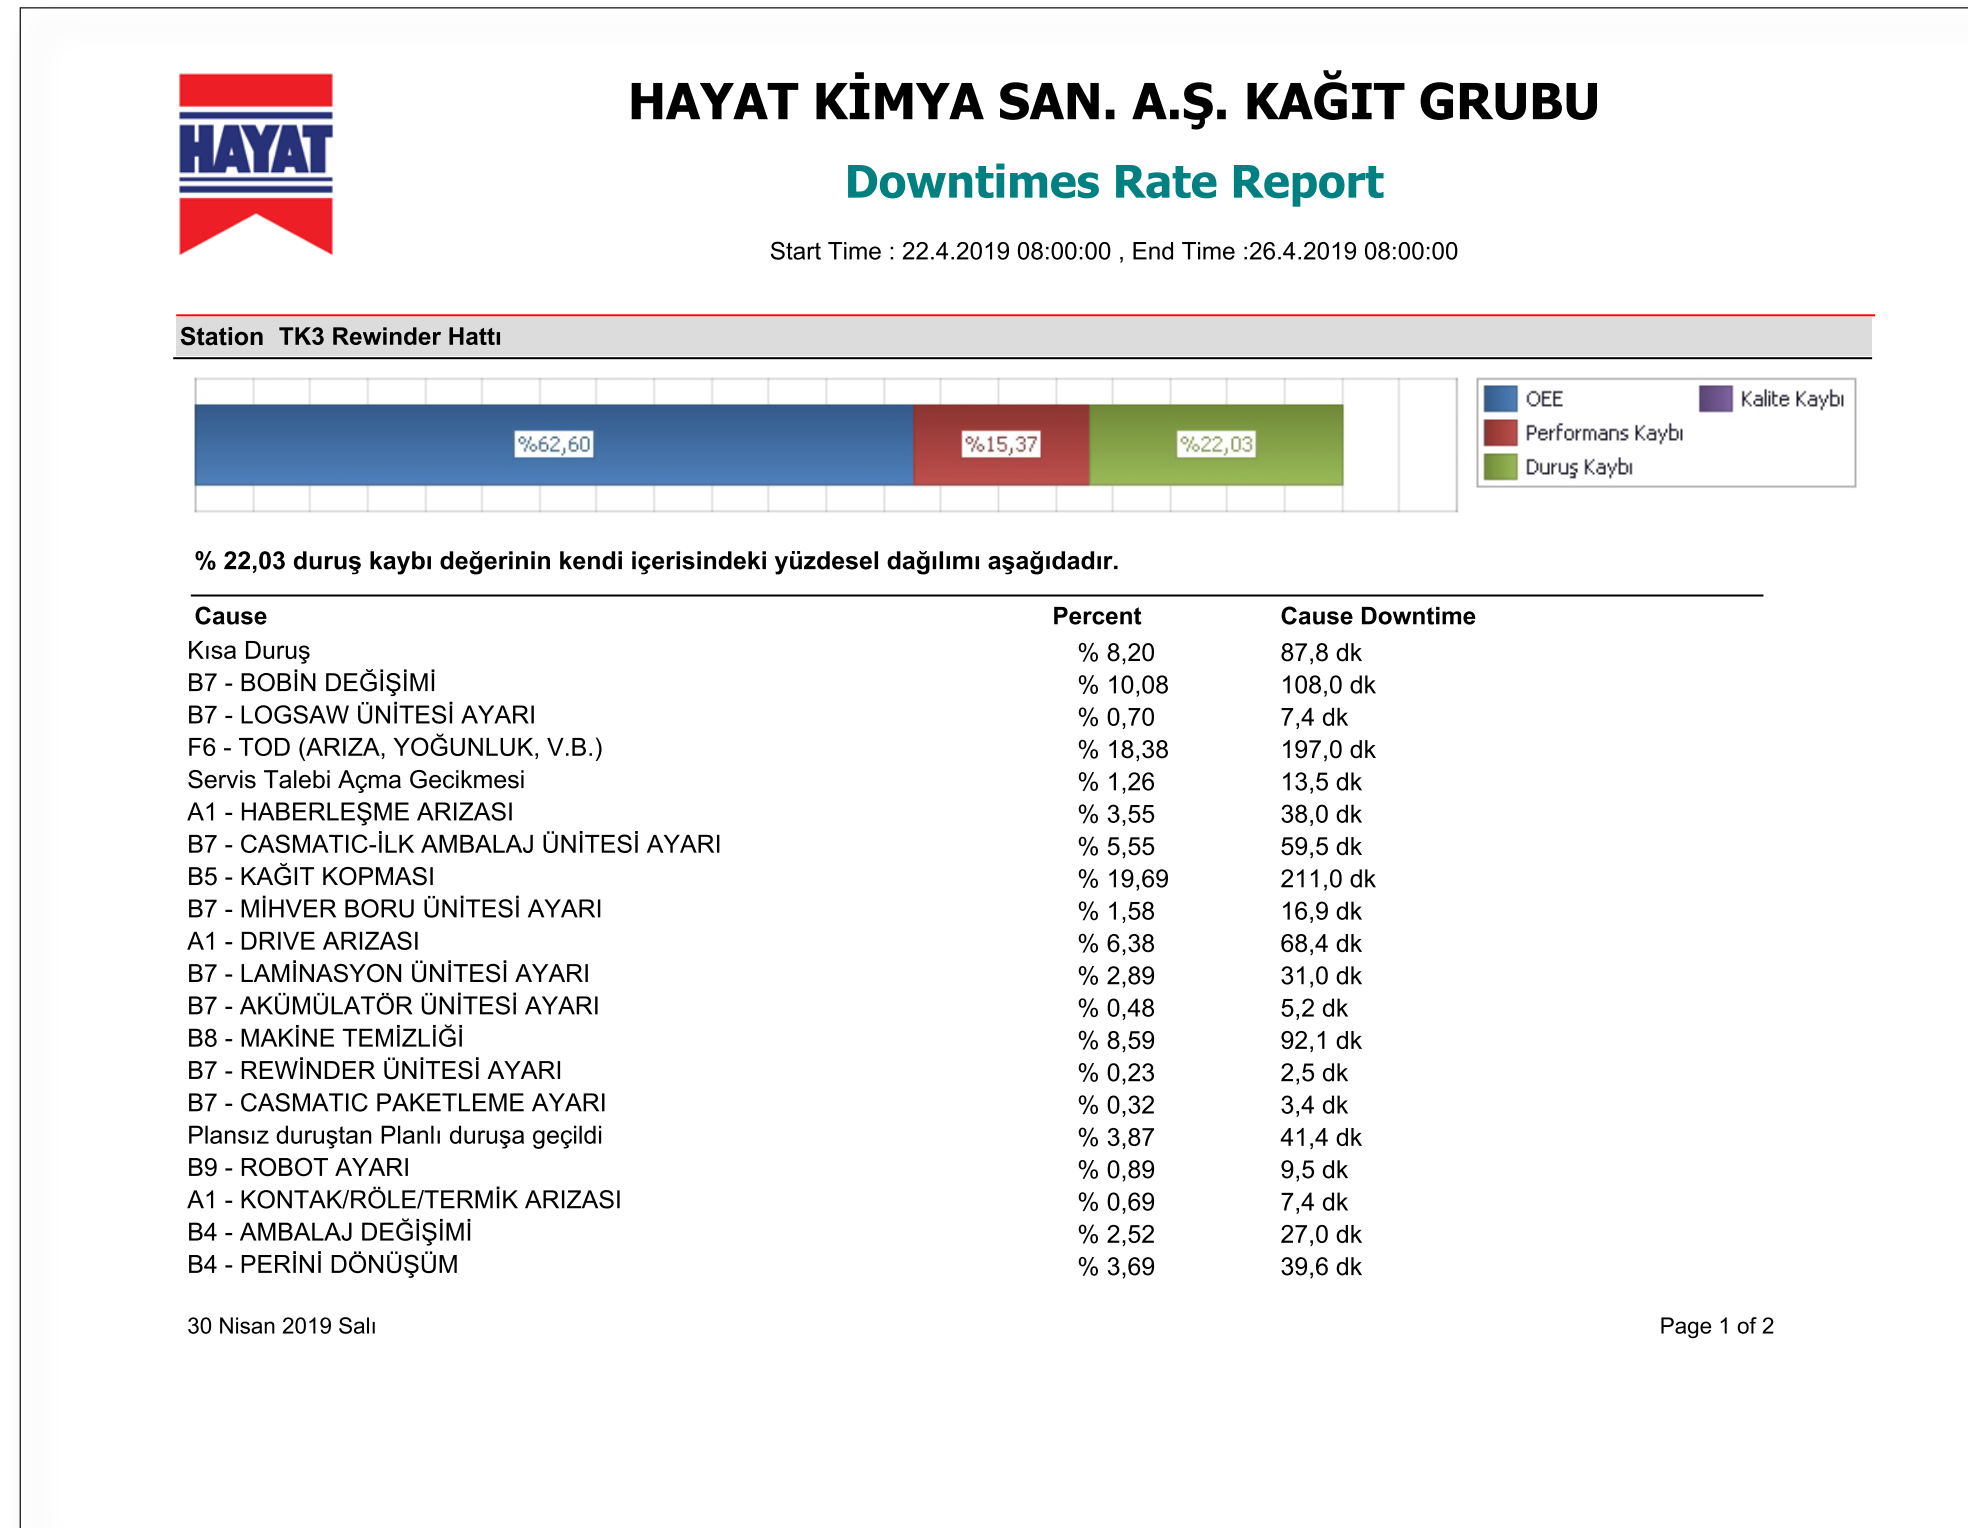 HAYAT
HAYAT KİMYA SAN. A.Ş. KAĞIT GRUBU
Downtimes Rate Report
Start Time : 22.4.2019 08:00:00 , End Time :26.4.2019 08:00:00
Station TK3 Rewinder Hattı
%62,60 %15,37 %22,03
OEE Kalite Kaybı
Performans Kaybı
Duruş Kaybı
% 22,03 duruş kaybı değerinin kendi içerisindeki yüzdesel dağılımı aşağıdadır.
Cause Percent Cause Downtime
Kısa Duruş % 8,20 87,8 dk
B7 - BOBİN DEĞİŞİMİ % 10,08 108,0 dk
B7 - LOGSAW ÜNİTESİ AYARI % 0,70 7,4 dk
F6 - TOD (ARIZA, YOĞUNLUK, V.B.) % 18,38 197,0 dk
Servis Talebi Açma Gecikmesi % 1,26 13,5 dk
A1 - HABERLEŞME ARIZASI % 3,55 38,0 dk
B7 - CASMATIC-İLK AMBALAJ ÜNİTESİ AYARI % 5,55 59,5 dk
B5 - KAĞIT KOPMASI % 19,69 211,0 dk
B7 - MİHVER BORU ÜNİTESİ AYARI % 1,58 16,9 dk
A1 - DRIVE ARIZASI % 6,38 68,4 dk
B7 - LAMİNASYON ÜNİTESİ AYARI % 2,89 31,0 dk
B7 - AKÜMÜLATÖR ÜNİTESİ AYARI % 0,48 5,2 dk
B8 - MAKİNE TEMİZLİĞİ % 8,59 92,1 dk
B7 - REWİNDER ÜNİTESİ AYARI % 0,23 2,5 dk
B7 - CASMATIC PAKETLEME AYARI % 0,32 3,4 dk
Plansız duruştan Planlı duruşa geçildi % 3,87 41,4 dk
B9 - ROBOT AYARI % 0,89 9,5 dk
A1 - KONTAK/RÖLE/TERMİK ARIZASI % 0,69 7,4 dk
B4 - AMBALAJ DEĞİŞİMİ % 2,52 27,0 dk
B4 - PERİNİ DÖNÜŞÜM % 3,69 39,6 dk
30 Nisan 2019 Salı Page 1 of 2